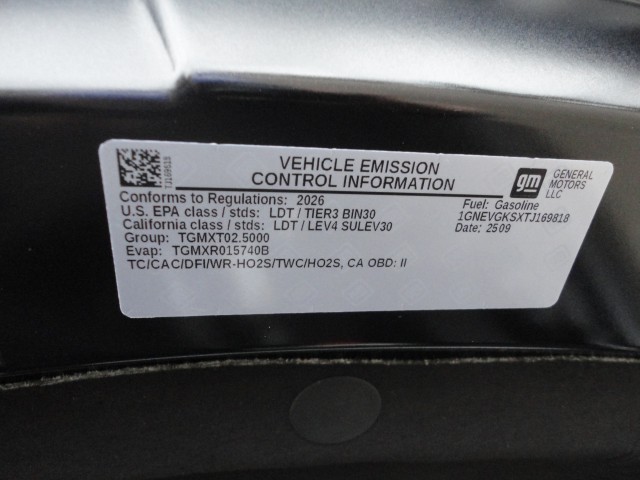 VEHICLE EMISSION
CONTROL INFORMATION
gm
GENERAL
MOTORS
LLC
Conforms to Regulations: 2026
U.S. EPA class / stds: LDT / TIER3 BIN30
California class / stds: LDT / LEV4 SULEV30
Group: TGMXT02.5000
Evap: TGMXR015740B
TC/CAC/DFI/WR-HO2S/TWC/HO2S, CA OBD: II
Fuel: Gasoline
1GNEVGKSXTJ169818
Date: 2509
TJ169818